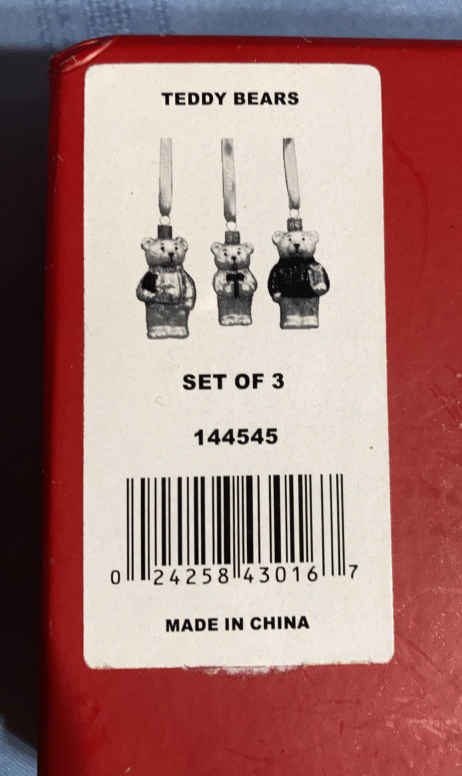 TEDDY BEARS
SET OF 3
144545
0 24258 43016 7
MADE IN CHINA